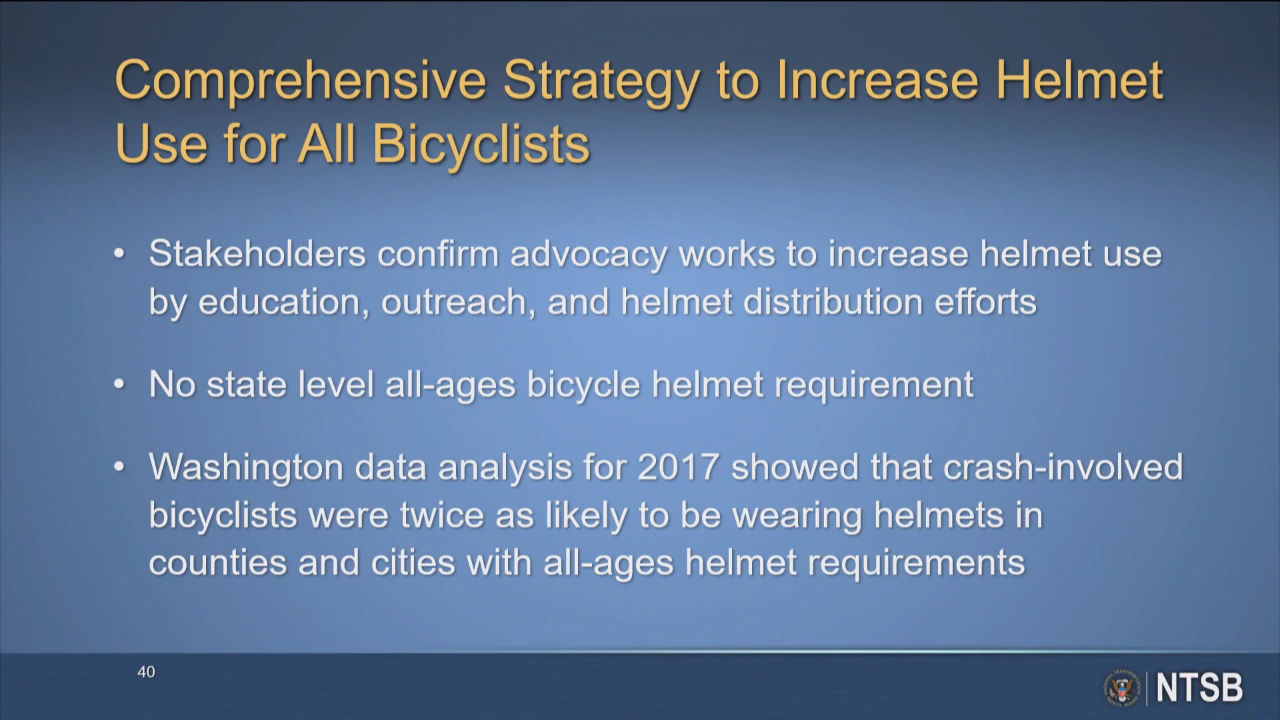 Comprehensive Strategy to Increase Helmet
Use for All Bicyclists
• Stakeholders confirm advocacy works to increase helmet use
by education, outreach, and helmet distribution efforts
• No state level all-ages bicycle helmet requirement
• Washington data analysis for 2017 showed that crash-involved
bicyclists were twice as likely to be wearing helmets in
counties and cities with all-ages helmet requirements
40
NTSB